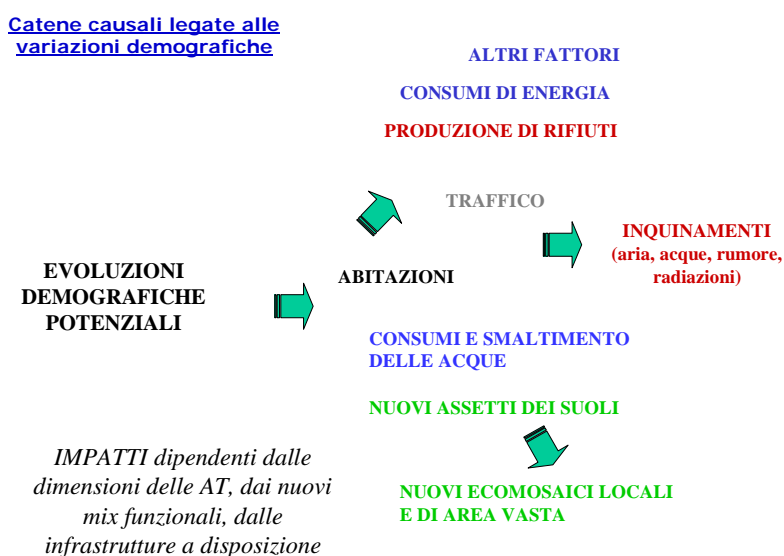 Catene causali legate alle
variazioni demografiche
ALTRI FATTORI
CONSUMI DI ENERGIA
PRODUZIONE DI RIFIUTI
TRAFFICO
INQUINAMENTI
(aria, acque, rumore,
radiazioni)
EVOLUZIONI
DEMOGRAFICHE
POTENZIALI
ABITAZIONI
CONSUMI E SMALTIMENTO
DELLE ACQUE
NUOVI ASSETTI DEI SUOLI
IMPATTI dipendenti dalle
dimensioni delle AT, dai nuovi
mix funzionali, dalle
infrastrutture a disposizione
NUOVI ECOMOSAICI LOCALI
E DI AREA VASTA